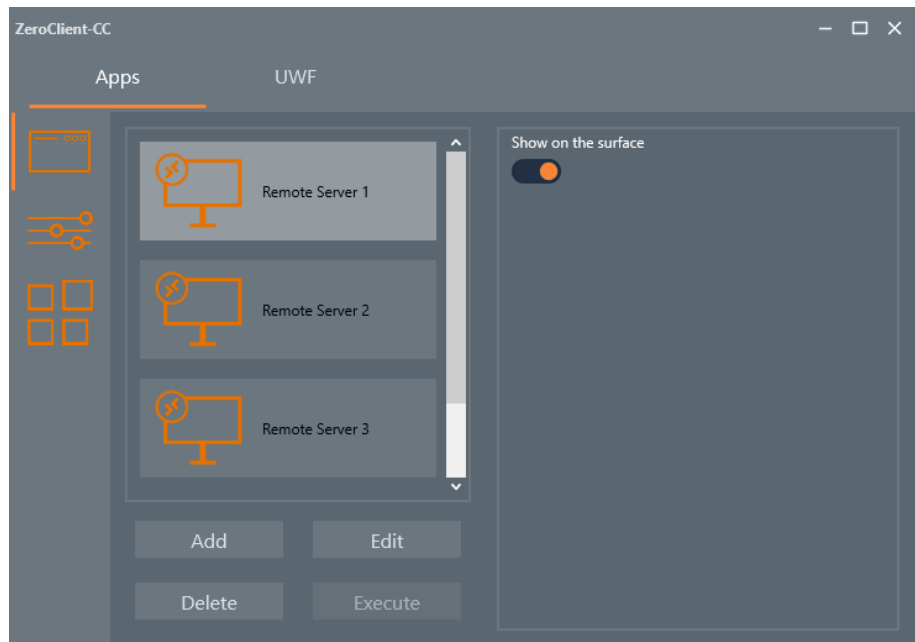 ZeroClient-CC
Apps
UWF
Remote Server 1
Remote Server 2
Remote Server 3
Show on the surface
Add
Edit
Delete
Execute